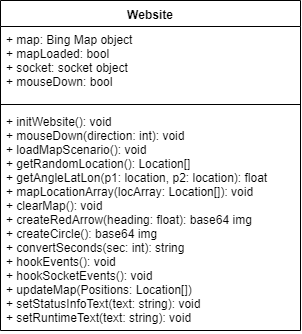 Website
+ map: Bing Map object
+ mapLoaded: bool
+ socket: socket object
+ mouseDown: bool
+ initWebsite(): void
+ mouseDown(direction: int): void
+ loadMapScenario(): void
+ getRandomLocation(): Location[]
+ getAngleLatLon(p1: location, p2: location): float
+ mapLocationArray(locArray: Location[]): void
+ clearMap(): void
+ createRedArrow(heading: float): base64 img
+ createCircle(): base64 img
+ convertSeconds(sec: int): string
+ hookEvents(): void
+ hookSocketEvents(): void
+ updateMap(Positions: Location[])
+ setStatusInfoText(text: string): void
+ setRuntimeText(text: string): void